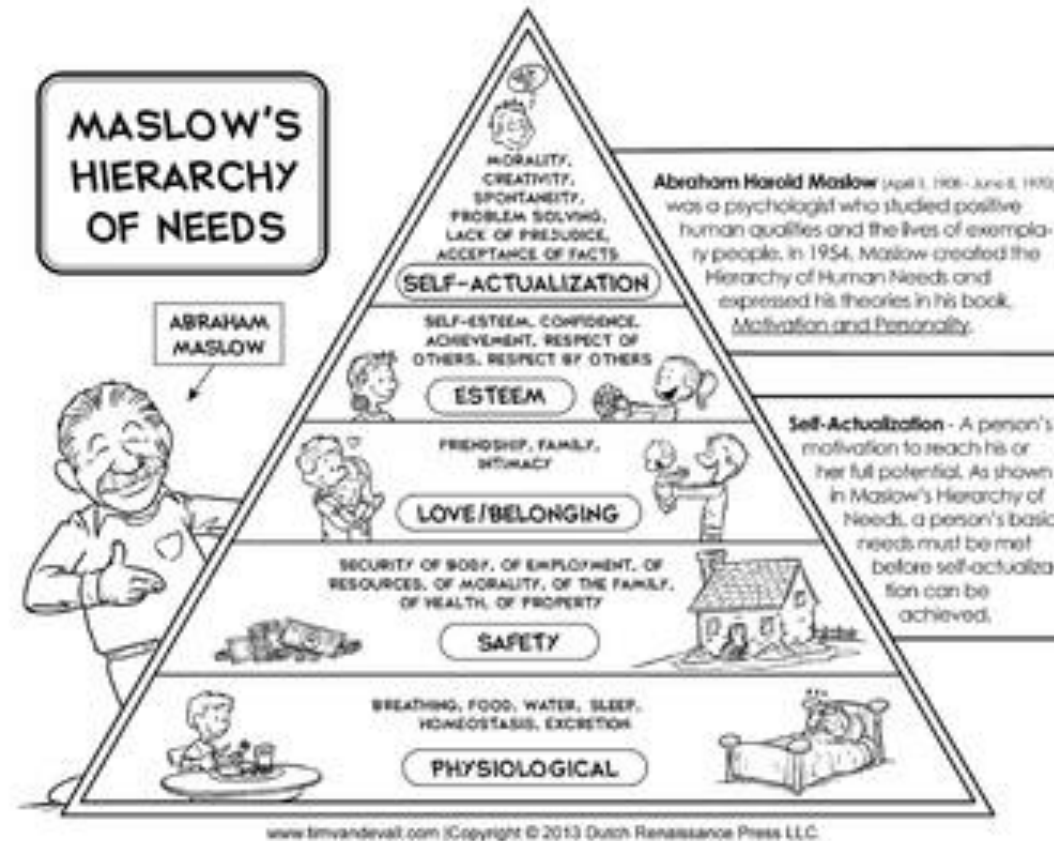 MASLOW'S
HIERARCHY
OF NEEDS
ABRAHAM
MASLOW
MORALITY,
CREATIVITY,
SPONTANEITY,
PROBLEM SOLVING,
LACK OF PREJUDICE,
ACCEPTANCE OF FACTS
SELF-ACTUALIZATION
SELF-ESTEEM, CONFIDENCE,
ACHIEVEMENT, RESPECT OF
OTHERS, RESPECT BY OTHERS
ESTEEM
FRIENDSHIP, FAMILY,
INTIMACY
LOVE/BELONGING
SECURITY OF BODY, OF EMPLOYMENT, OF
RESOURCES, OF MORALITY, OF THE FAMILY,
OF HEALTH, OF PROPERTY
SAFETY
BREATHING, FOOD, WATER, SLEEP,
HOMEOSTASIS, EXCRETION
PHYSIOLOGICAL
Abraham Harold Maslow (April 1, 1908 - June 8, 1970)
was a psychologist who studied positive
human qualities and the lives of exempla-
ry people. In 1954, Maslow created the
Hierarchy of Human Needs and
expressed his theories in his book,
Motivation and Personality.
Self-Actualization - A person's
motivation to reach his or
her full potential. As shown
in Maslow's Hierarchy of
Needs, a person's basic
needs must be met
before self-actualiza-
tion can be
achieved.
www.timvandevall.com |Copyright © 2013 Dutch Renaissance Press LLC.